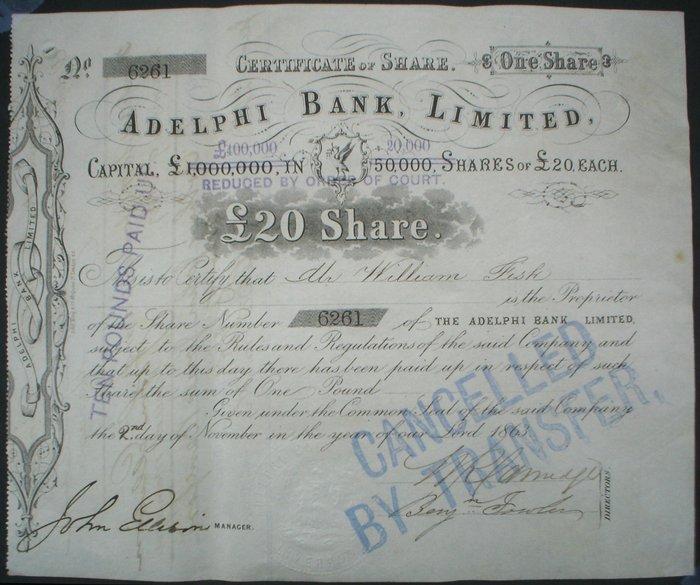 No. 6261 CERTIFICATE OF SHARE. One Share
ADELPHI BANK, LIMITED,
£400,000 20,000
CAPITAL, £1,000,000, IN 50,000, SHARES OF £20, EACH.
REDUCED BY ORDER OF COURT.
£20 Share.
This is to Certify that Mr William Fisk
is the Proprietor
of the Share Number 6261 of THE ADELPHI BANK LIMITED,
subject to the Rules and Regulations of the said Company and
that up to this day there has been paid up in respect of such
Share the sum of One Pound
Given under the Common Seal of the said Company
the 2nd day of November in the year of our Lord 186
CANCELLED
BY TRANSFER.
Benjn Fowler
DIRECTORS
John MANAGER.
TEN POUNDS PAID UP
ADELPHI BANK LIMITED